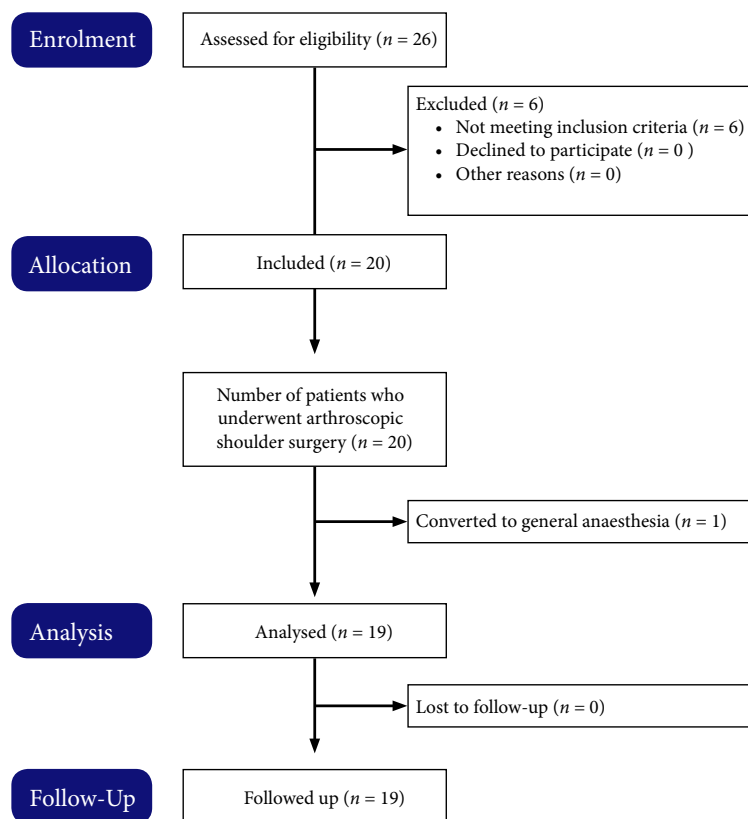 Enrolment
Assessed for eligibility (n = 26)
Excluded (n = 6)
• Not meeting inclusion criteria (n = 6)
• Declined to participate (n = 0 )
• Other reasons (n = 0)
Allocation
Included (n = 20)
Number of patients who
underwent arthroscopic
shoulder surgery (n = 20)
Converted to general anaesthesia (n = 1)
Analysis
Analysed (n = 19)
Lost to follow-up (n = 0)
Follow-Up
Followed up (n = 19)